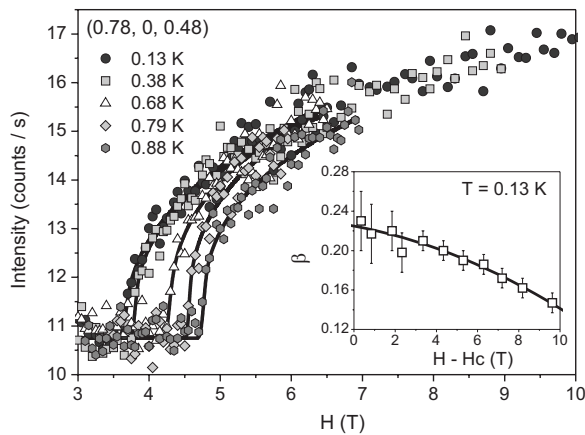 (0.78, 0, 0.48)
0.13 K
0.38 K
0.68 K
0.79 K
0.88 K
Intensity (counts / s)
17
16
15
14
13
12
11
10
3 4 5 6 7 8 9 10
H (T)
T = 0.13 K
β
0.28
0.24
0.20
0.16
0.12
0 2 4 6 8 10
H - Hc (T)